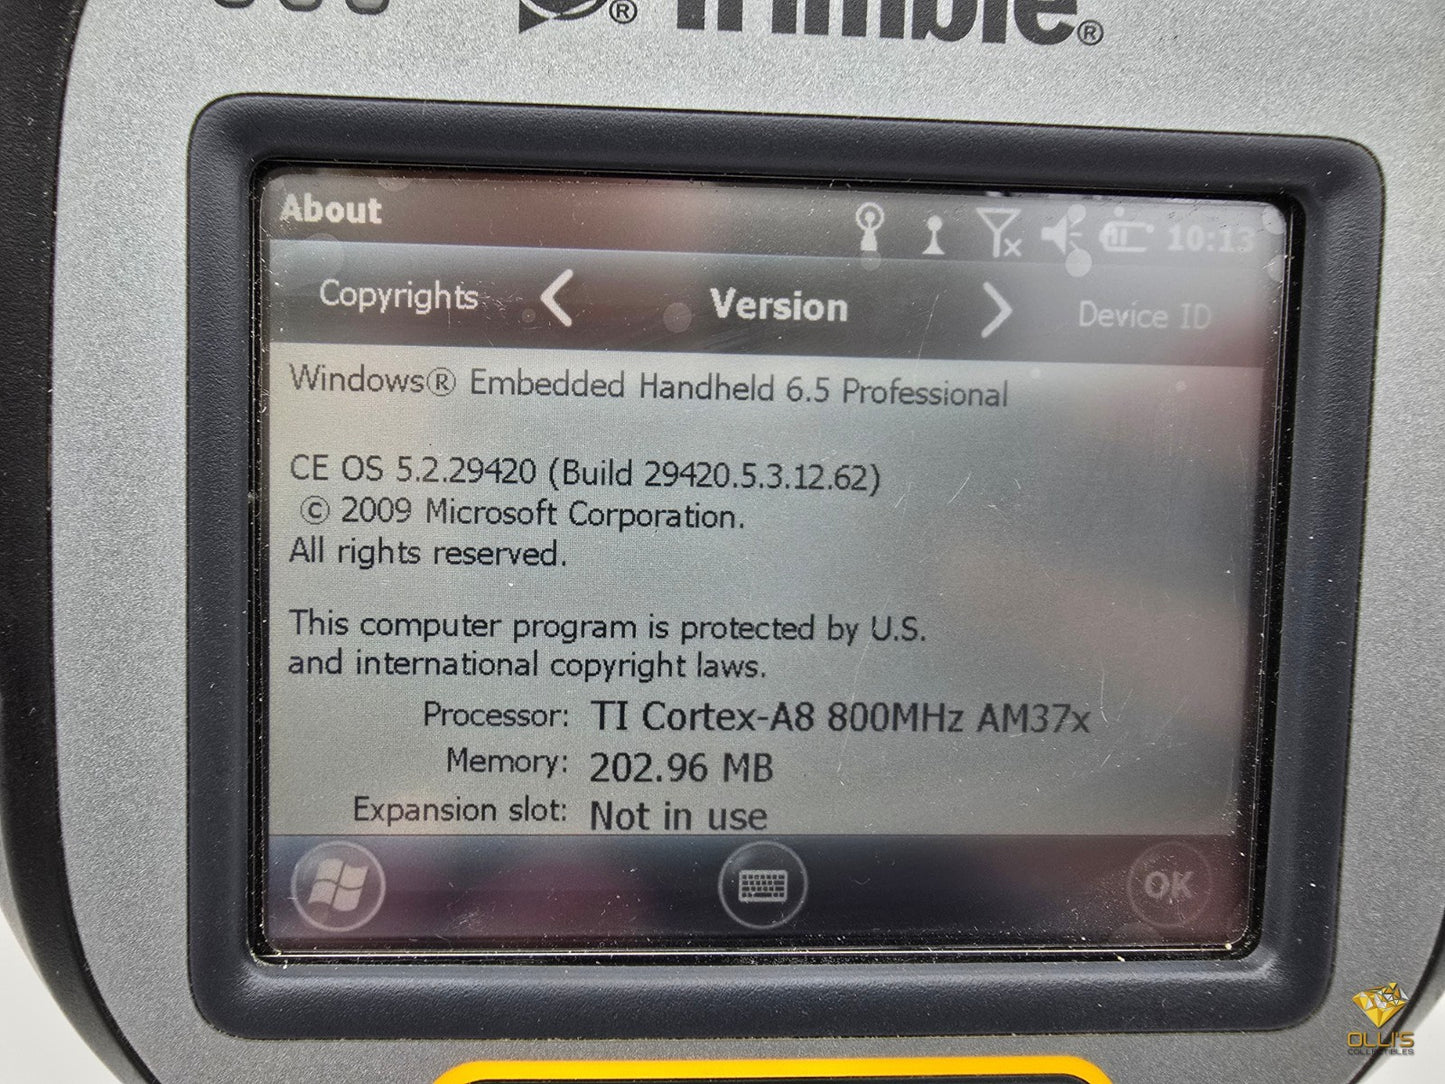 ® Trimble®
About 10:13
Copyrights Version Device ID
Windows® Embedded Handheld 6.5 Professional
CE OS 5.2.29420 (Build 29420.5.3.12.62)
© 2009 Microsoft Corporation.
All rights reserved.
This computer program is protected by U.S.
and international copyright laws.
Processor: TI Cortex-A8 800MHz AM37x
Memory: 202.96 MB
Expansion slot: Not in use
OK
OLLI'S
COLLECTIBLES